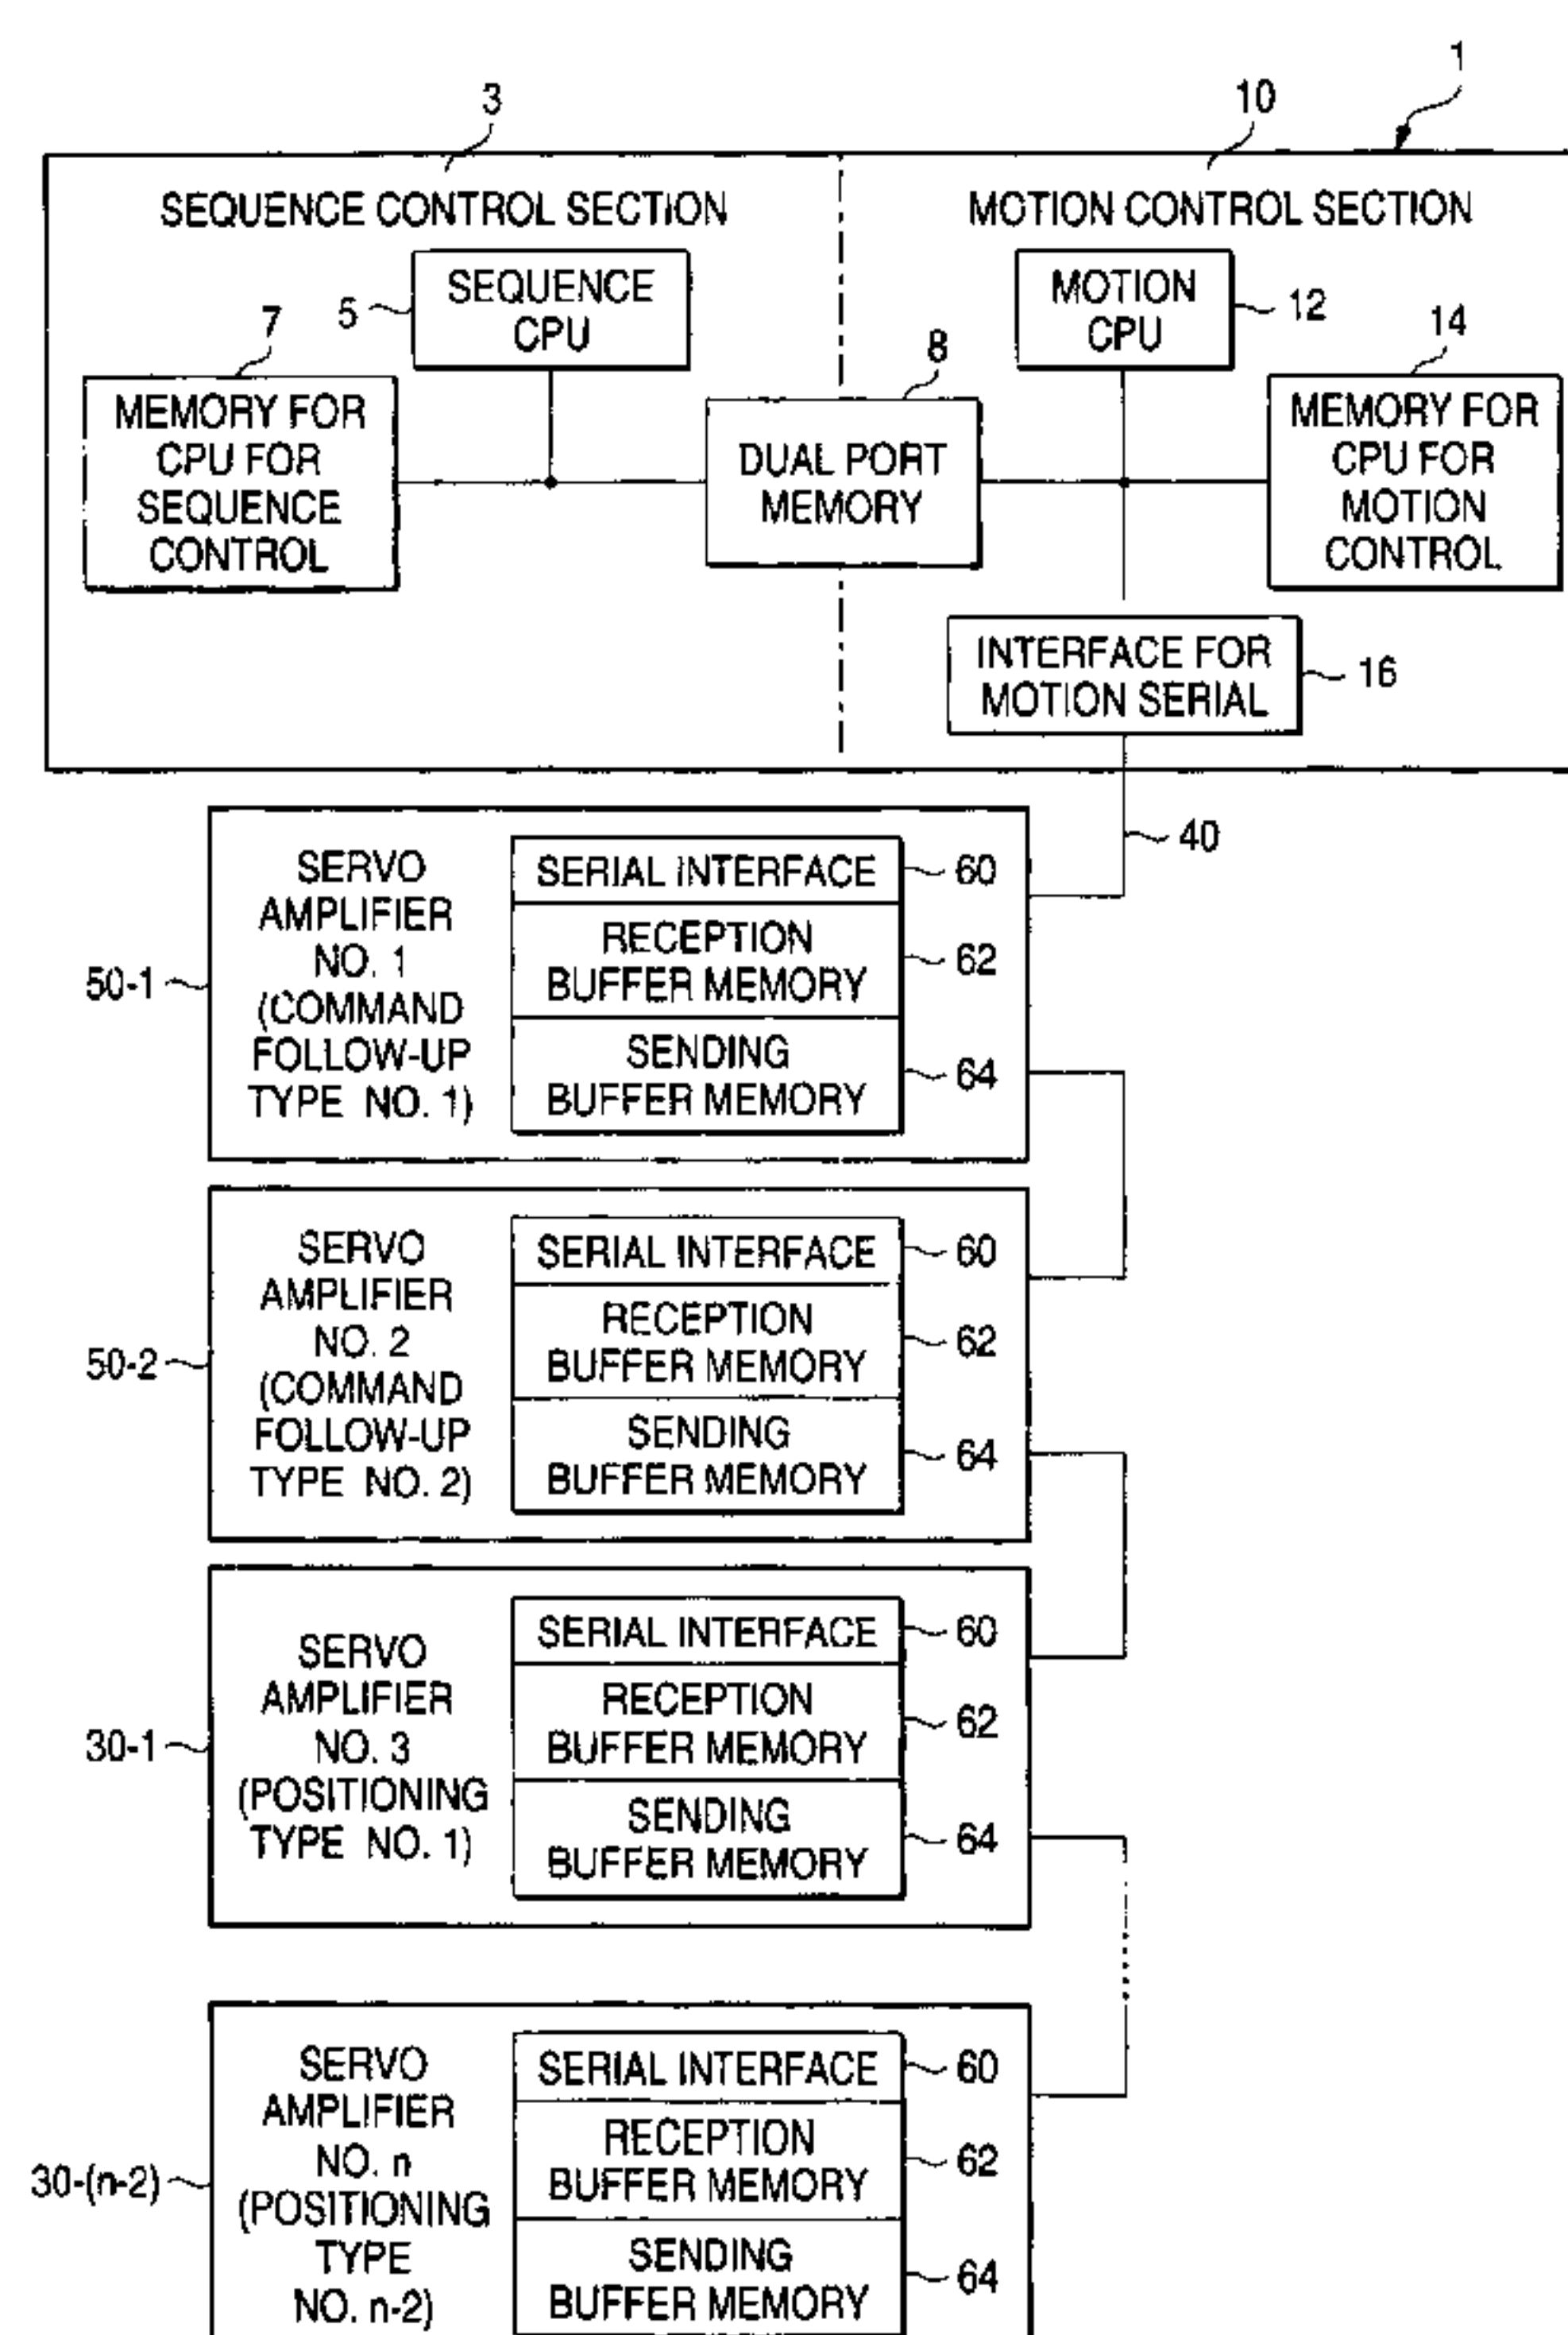 1
3
10
SEQUENCE CONTROL SECTION
MOTION CONTROL SECTION
5
SEQUENCE
CPU
MOTION
CPU
12
7
8
14
MEMORY FOR
CPU FOR
SEQUENCE
CONTROL
DUAL PORT
MEMORY
MEMORY FOR
CPU FOR
MOTION
CONTROL
INTERFACE FOR
MOTION SERIAL
16
40
50-1
SERVO
AMPLIFIER
NO. 1
(COMMAND
FOLLOW-UP
TYPE NO. 1)
SERIAL INTERFACE
60
RECEPTION
BUFFER MEMORY
62
SENDING
BUFFER MEMORY
64
50-2
SERVO
AMPLIFIER
NO. 2
(COMMAND
FOLLOW-UP
TYPE NO. 2)
SERIAL INTERFACE
60
RECEPTION
BUFFER MEMORY
62
SENDING
BUFFER MEMORY
64
30-1
SERVO
AMPLIFIER
NO. 3
(POSITIONING
TYPE NO. 1)
SERIAL INTERFACE
60
RECEPTION
BUFFER MEMORY
62
SENDING
BUFFER MEMORY
64
30-(n-2)
SERVO
AMPLIFIER
NO. n
(POSITIONING
TYPE
NO. n-2)
SERIAL INTERFACE
60
RECEPTION
BUFFER MEMORY
62
SENDING
BUFFER MEMORY
64